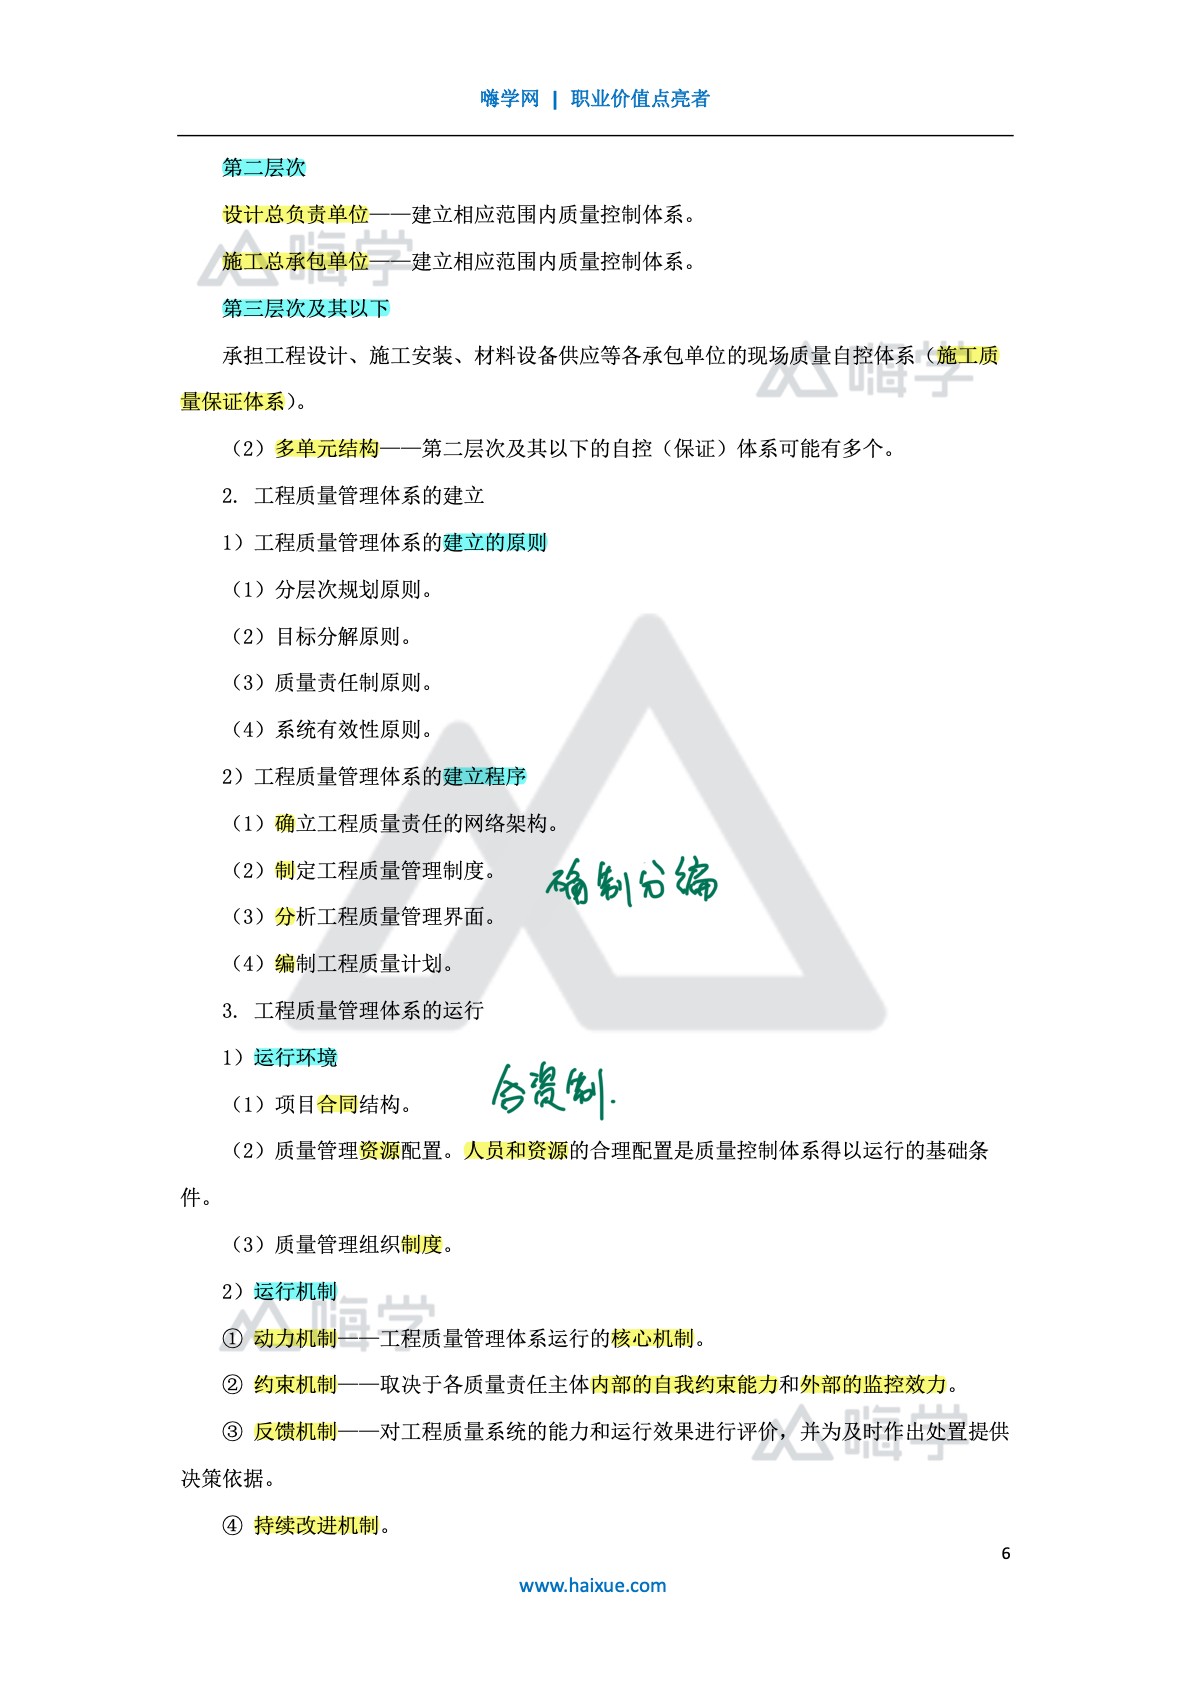 嗨学网 | 职业价值点亮者
第二层次
设计总负责单位——建立相应范围内质量控制体系。
施工总承包单位——建立相应范围内质量控制体系。
嗨学
第三层次及其以下
承担工程设计、施工安装、材料设备供应等各承包单位的现场质量自控体系（施工质
嗨学
量保证体系）。
（2）多单元结构——第二层次及其以下的自控（保证）体系可能有多个。
2. 工程质量管理体系的建立
1）工程质量管理体系的建立的原则
（1）分层次规划原则。
（2）目标分解原则。
（3）质量责任制原则。
（4）系统有效性原则。
2）工程质量管理体系的建立程序
（1）确立工程质量责任的网络架构。
（2）制定工程质量管理制度。
确制分编
（3）分析工程质量管理界面。
（4）编制工程质量计划。
3. 工程质量管理体系的运行
1）运行环境
合资制.
（1）项目合同结构。
（2）质量管理资源配置。人员和资源的合理配置是质量控制体系得以运行的基础条
件。
（3）质量管理组织制度。
2）运行机制
嗨学
① 动力机制——工程质量管理体系运行的核心机制。
② 约束机制——取决于各质量责任主体内部的自我约束能力和外部的监控效力。
③ 反馈机制——对工程质量系统的能力和运行效果进行评价，并为及时作出处置提供
嗨学
决策依据。
④ 持续改进机制。
6
www.haixue.com